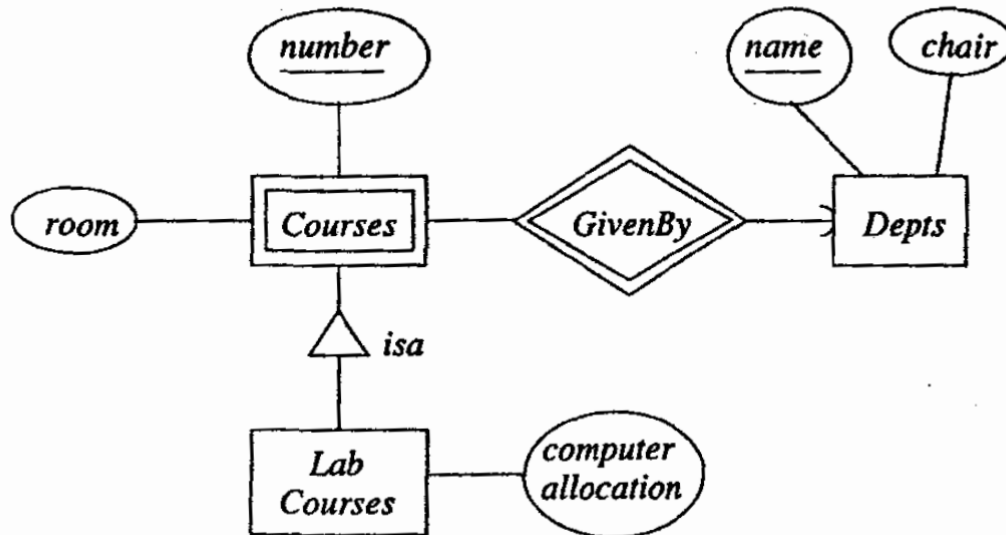 number
name
chair
room
Courses
GivenBy
Depts
isa
Lab
Courses
computer
allocation